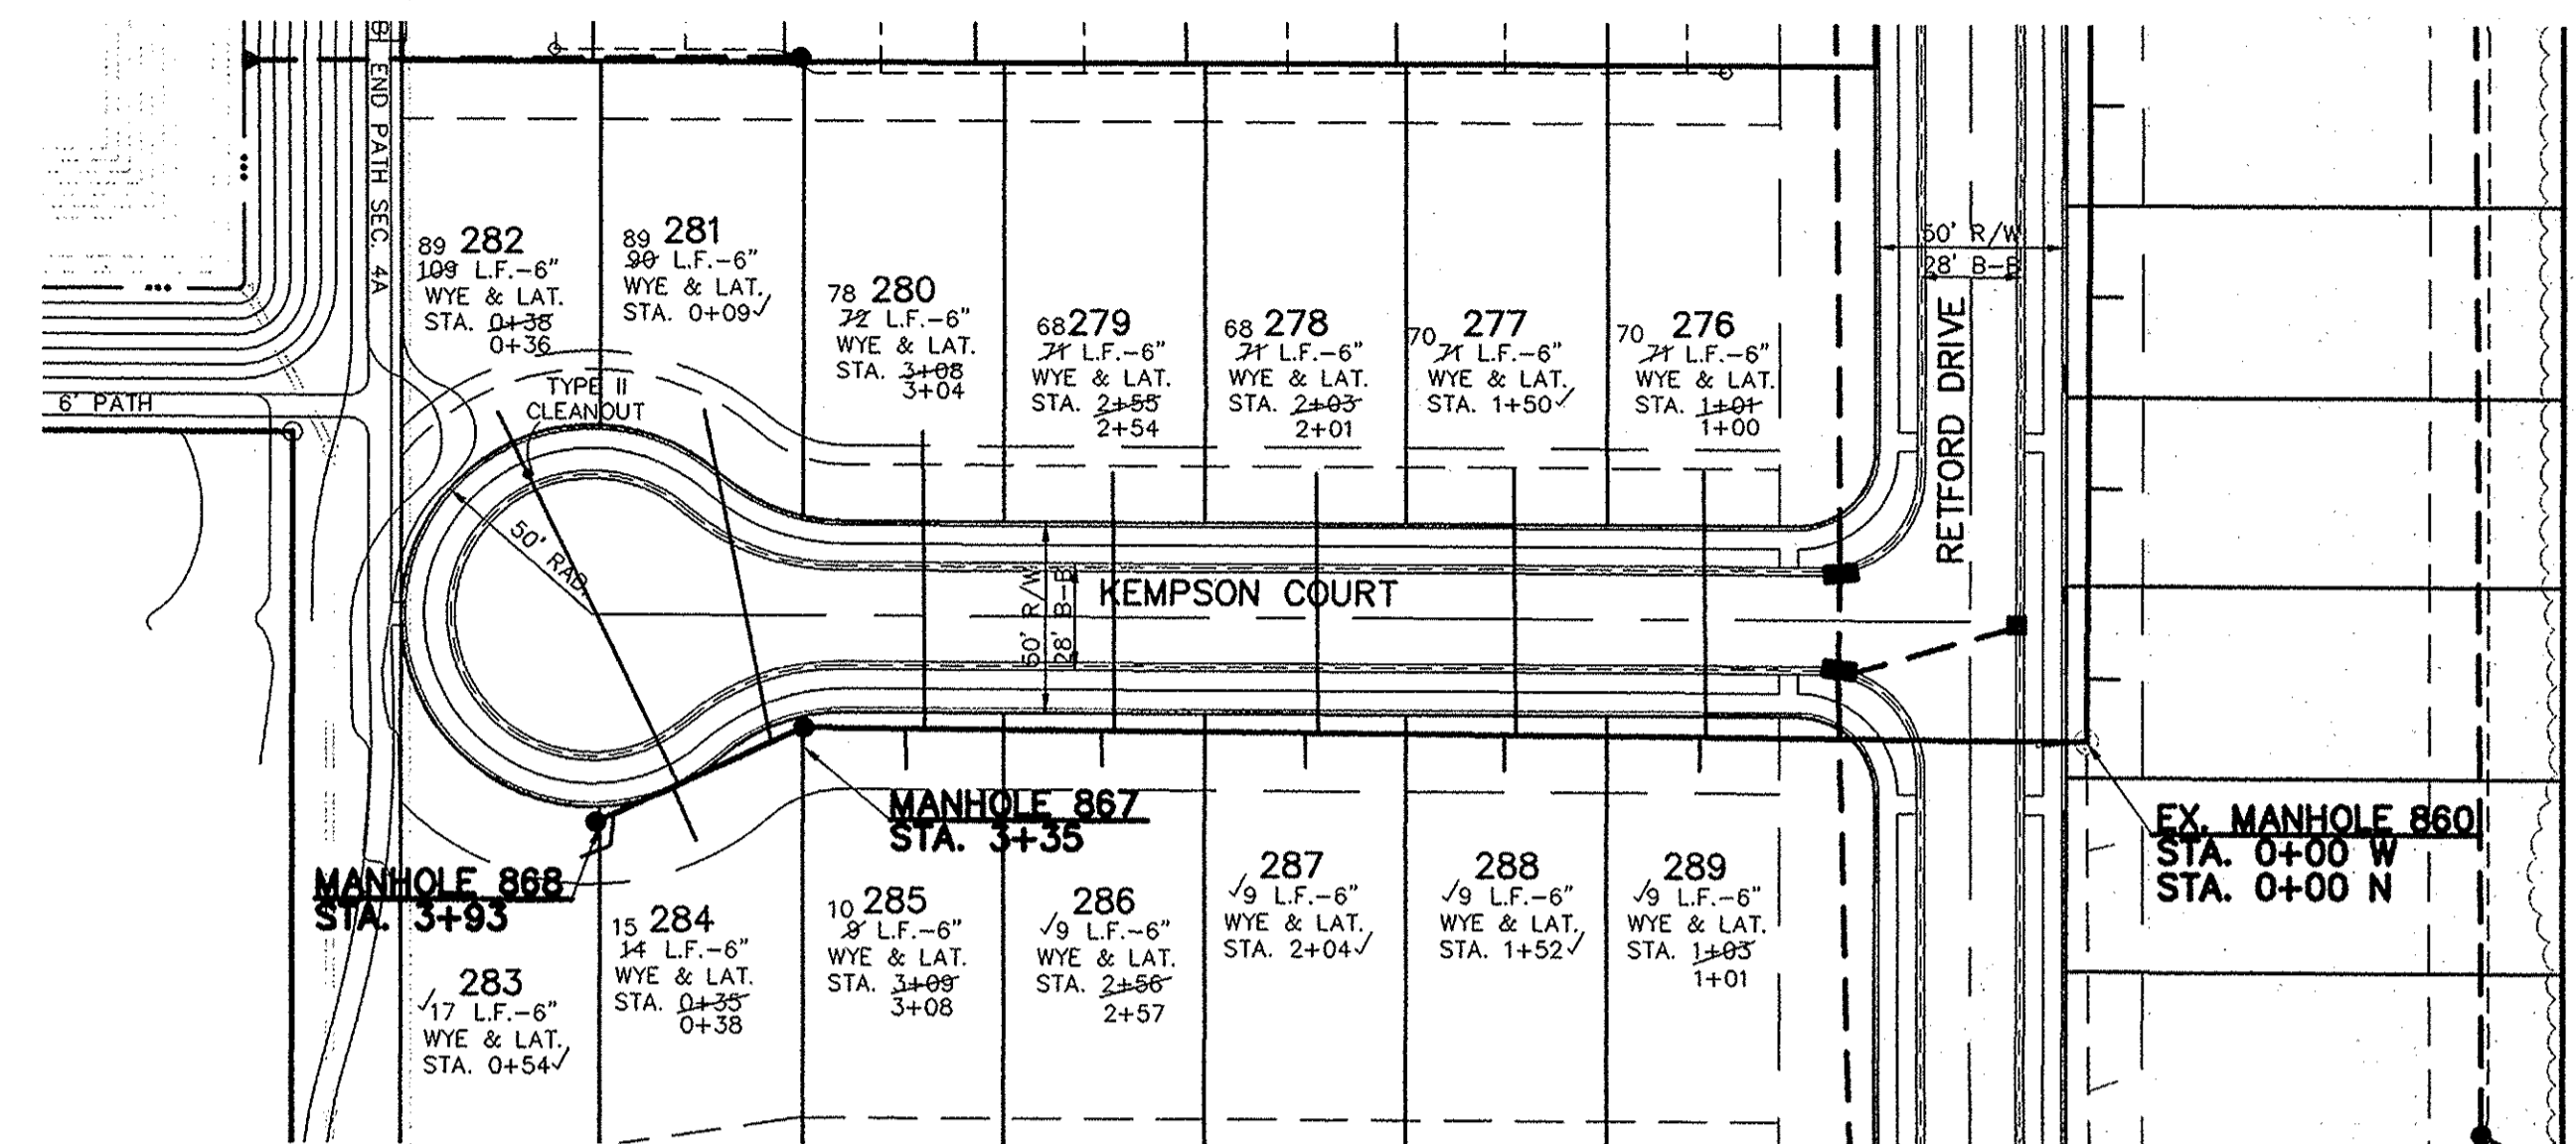 END PATH SEC. 4A
6' PATH
89 282
109 L.F.-6"
WYE & LAT.
STA. 0+38
0+36
89 281
90 L.F.-6"
WYE & LAT.
STA. 0+09✓
78 280
72 L.F.-6"
WYE & LAT.
STA. 3+08
3+04
68 279
71 L.F.-6"
WYE & LAT.
STA. 2+55
2+54
68 278
71 L.F.-6"
WYE & LAT.
STA. 2+03
2+01
70 277
71 L.F.-6"
WYE & LAT.
STA. 1+50✓
70 276
71 L.F.-6"
WYE & LAT.
STA. 1+01
1+00
TYPE II
CLEANOUT
50' RAD.
50' R/W
28' B-B
KEMPSON COURT
50' R/W
28' B-B
RETFORD DRIVE
MANHOLE 867
STA. 3+35
MANHOLE 868
STA. 3+93
EX. MANHOLE 860
STA. 0+00 W
STA. 0+00 N
283
✓17 L.F.-6"
WYE & LAT.
STA. 0+54✓
15 284
14 L.F.-6"
WYE & LAT.
STA. 0+35
0+38
10 285
9 L.F.-6"
WYE & LAT.
STA. 3+09
3+08
286
✓9 L.F.-6"
WYE & LAT.
STA. 2+56
2+57
287
✓9 L.F.-6"
WYE & LAT.
STA. 2+04✓
288
✓9 L.F.-6"
WYE & LAT.
STA. 1+52✓
289
✓9 L.F.-6"
WYE & LAT.
STA. 1+03
1+01